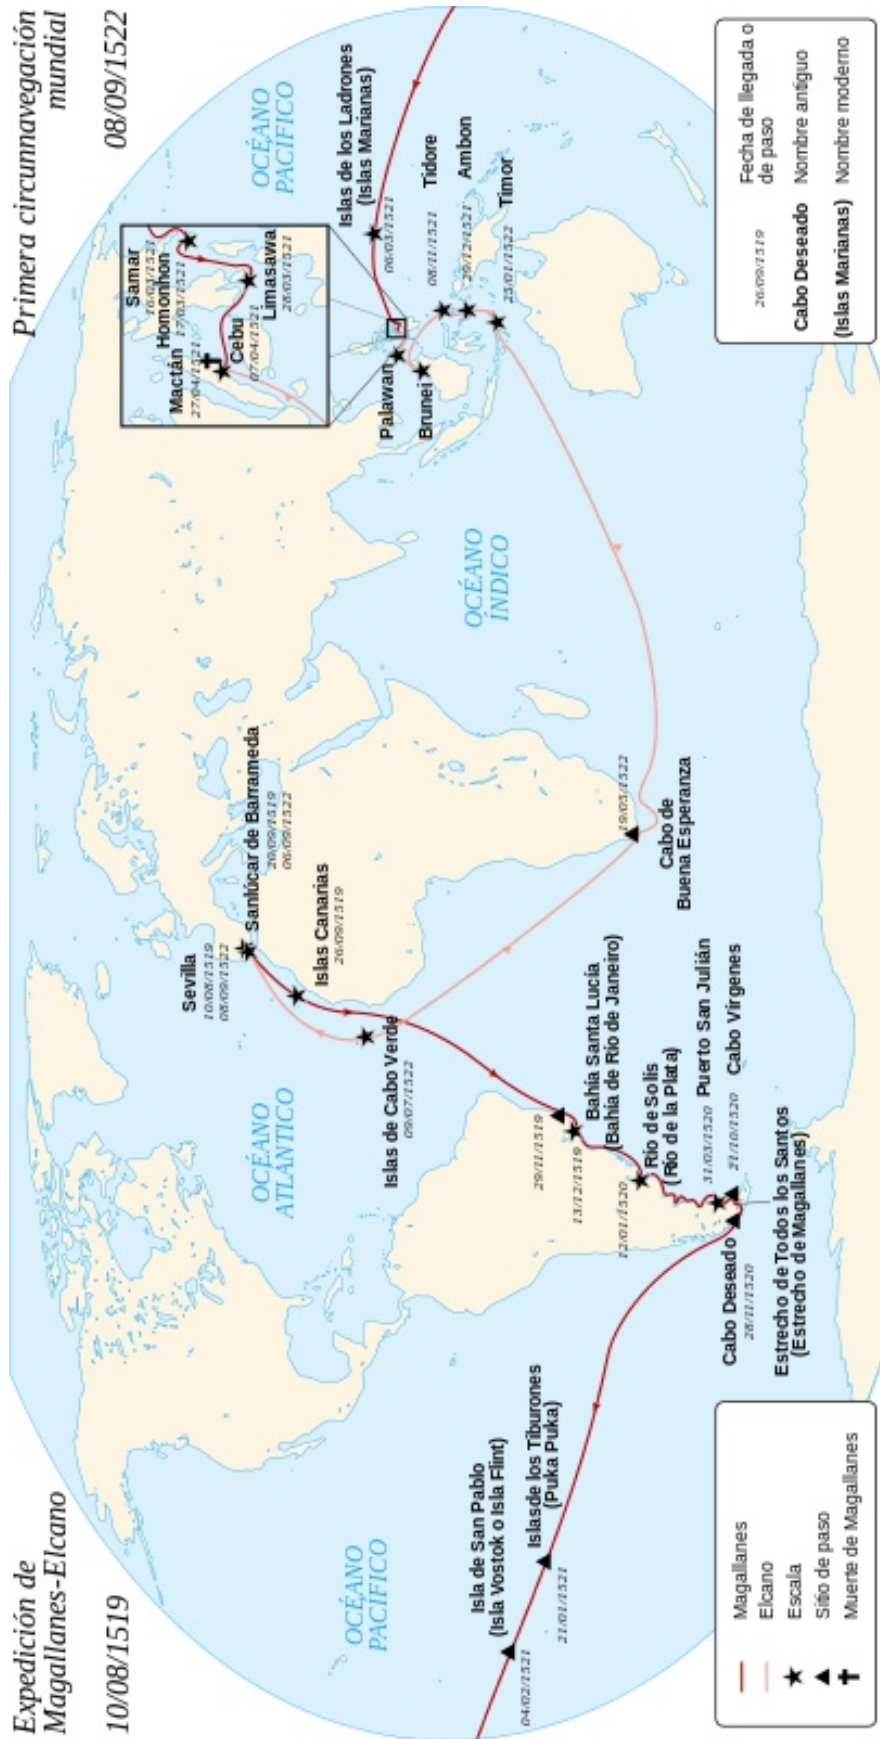 Expedición de
Magallanes-Elcano
10/08/1519
Primera circunnavegación
mundial
08/09/1522
OCÉANO
PACÍFICO
OCÉANO
ATLÁNTICO
OCÉANO
ÍNDICO
OCÉANO
PACÍFICO
Sevilla
10/08/1519
08/09/1522
Sanlúcar de Barrameda
20/09/1519
06/09/1522
Islas Canarias
26/09/1519
Islas de Cabo Verde
09/07/1522
29/11/1519
Bahía Santa Lucía
(Bahía de Río de Janeiro)
13/12/1519
Río de Solís
(Río de la Plata)
12/01/1520
Puerto San Julián
31/03/1520
Cabo Vírgenes
21/10/1520
Estrecho de Todos los Santos
(Estrecho de Magallanes)
Cabo Deseado
28/11/1520
Islasde los Tiburones
(Puka Puka)
21/01/1521
Isla de San Pablo
(Isla Vostok o Isla Flint)
04/02/1521
Islas de los Ladrones
(Islas Marianas)
06/03/1521
Samar
16/03/1521
Homonhon
17/03/1521
Limasawa
28/03/1521
Cebu
07/04/1521
Mactán
27/04/1521
Palawan
Brunei
Tidore
08/11/1521
Ambon
29/12/1521
Timor
25/01/1522
Cabo de
Buena Esperanza
19/05/1522
Magallanes
Elcano
Escala
Sitio de paso
Muerte de Magallanes
26/09/1519
Fecha de llegada o
de paso
Cabo Deseado
Nombre antiguo
(Islas Marianas)
Nombre moderno